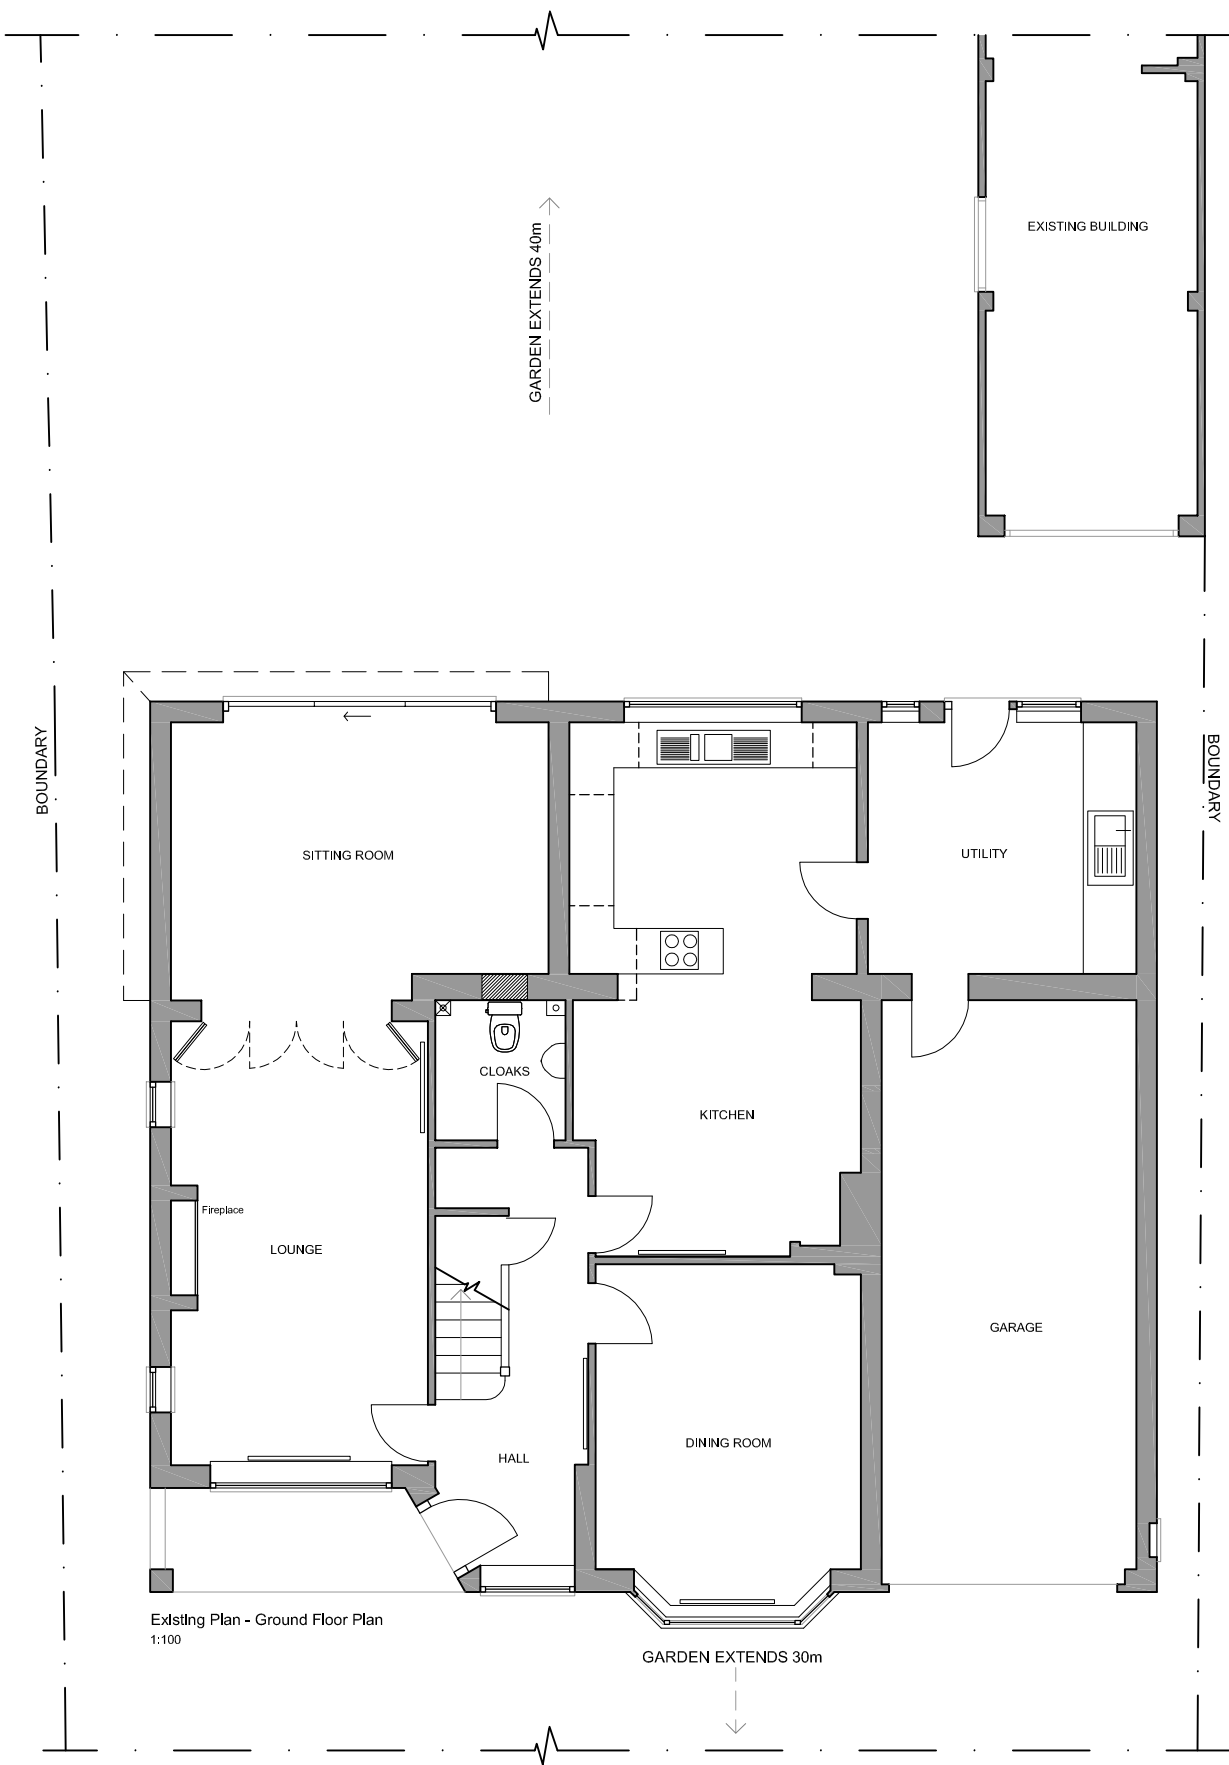 EXISTING BUILDING
GARDEN EXTENDS 40m
BOUNDARY
BOUNDARY
SITTING ROOM
UTILITY
CLOAKS
KITCHEN
Fireplace
LOUNGE
GARAGE
DINING ROOM
HALL
Existing Plan - Ground Floor Plan
1:100
GARDEN EXTENDS 30m